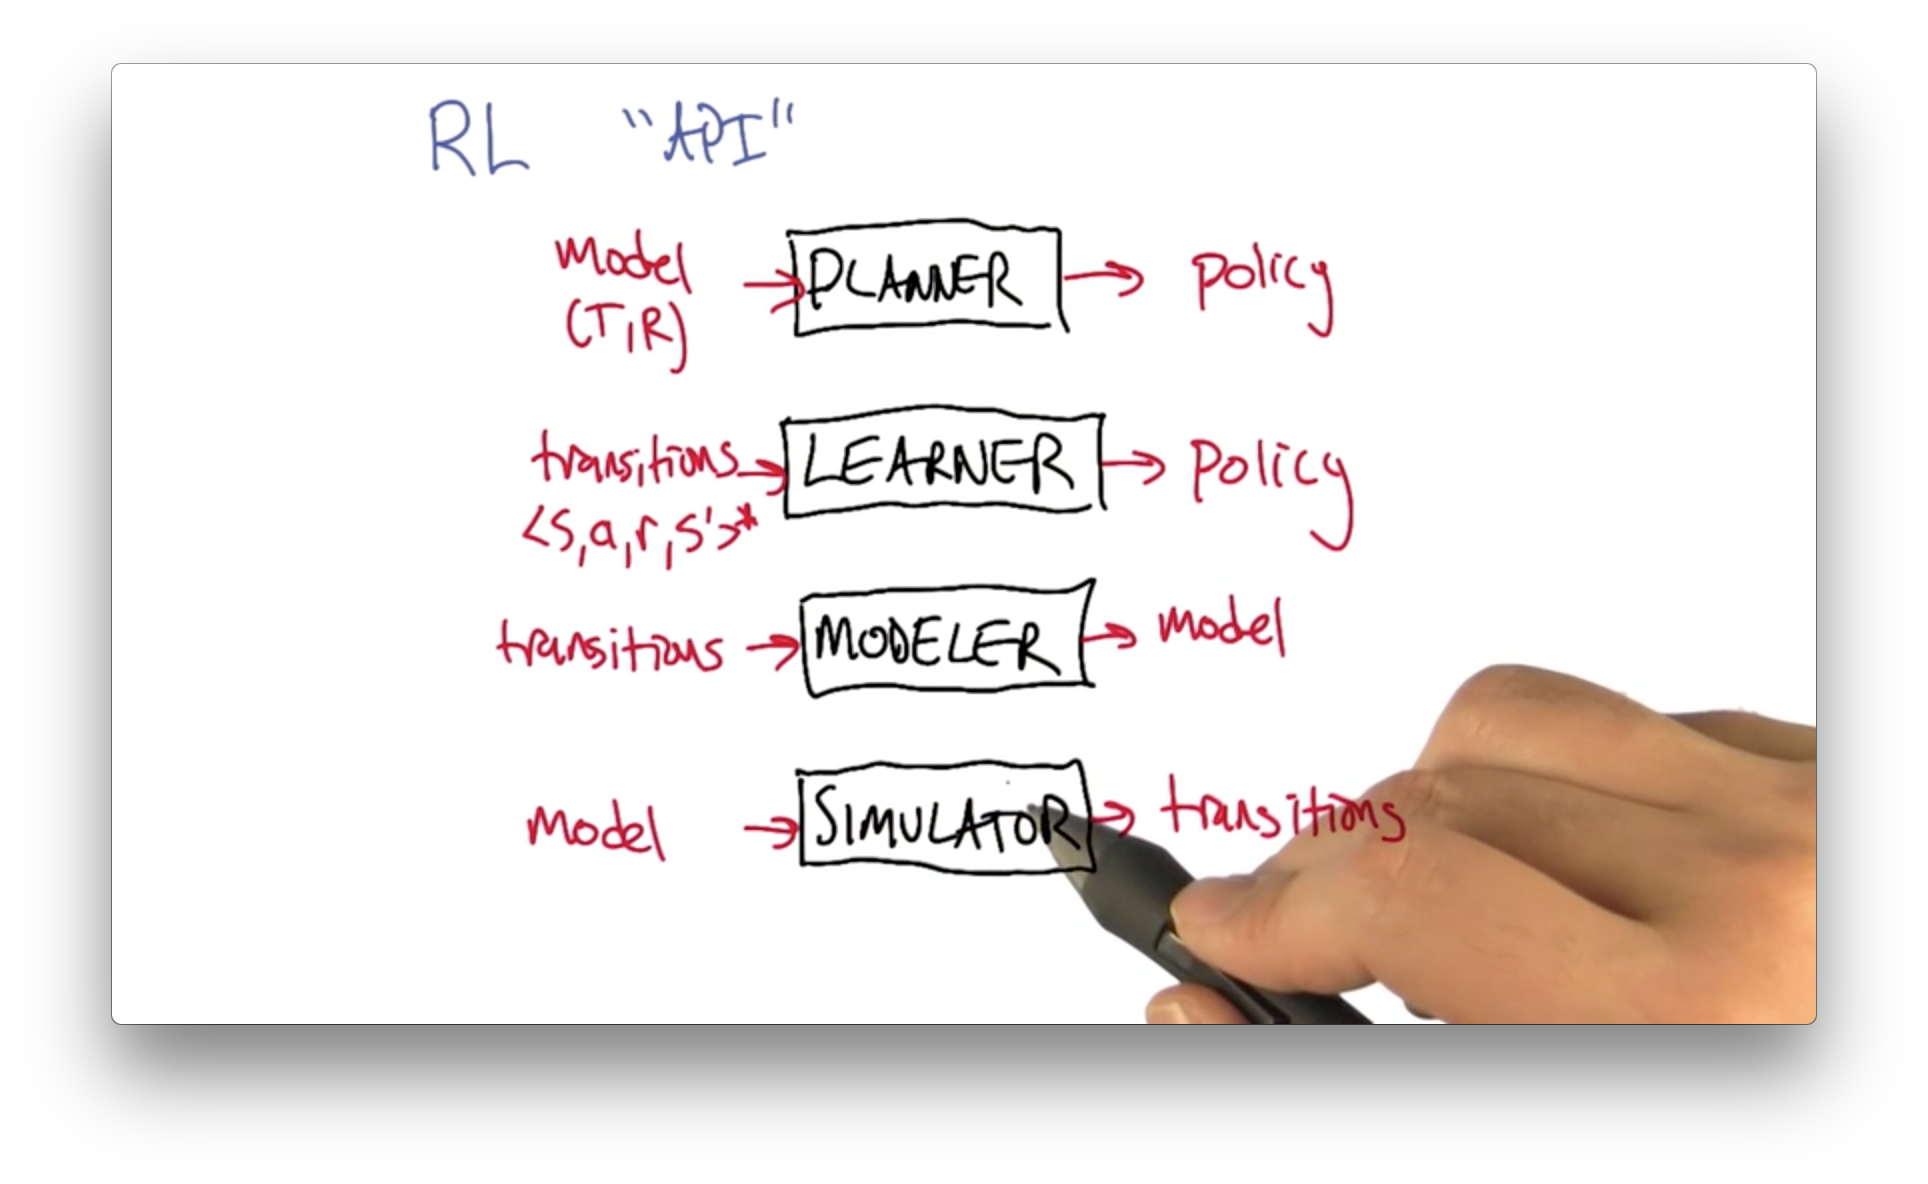 RL "API"
model → PLANNER → policy
(T,R)
transitions → LEARNER → policy
<s,a,r,s'>*
transitions → MODELER → model
model → SIMULATOR → transitions